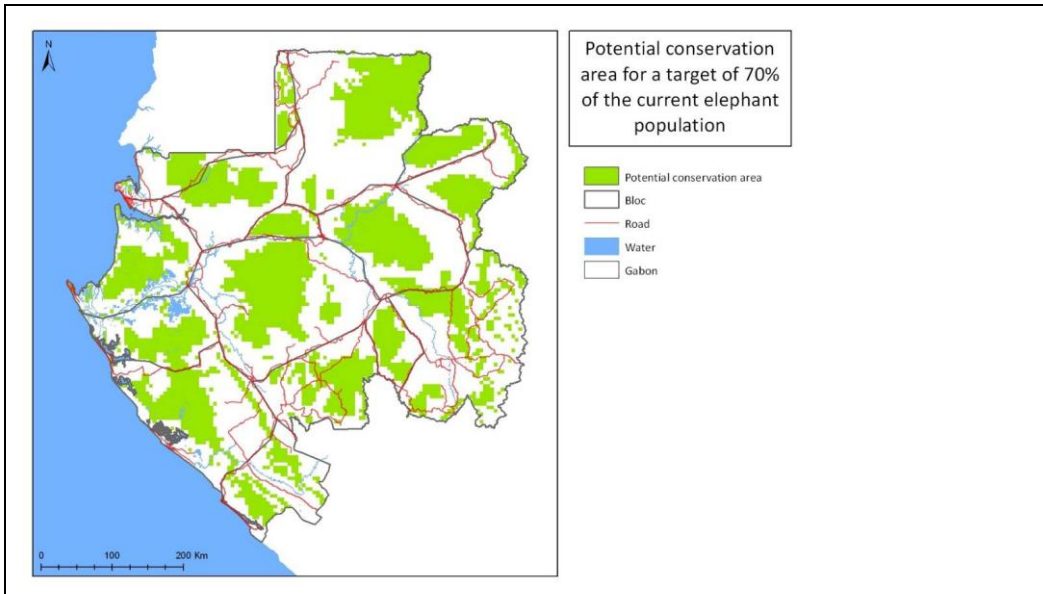 N
Potential conservation
area for a target of 70%
of the current elephant
population
Potential conservation area
Bloc
Road
Water
Gabon
0 100 200 Km